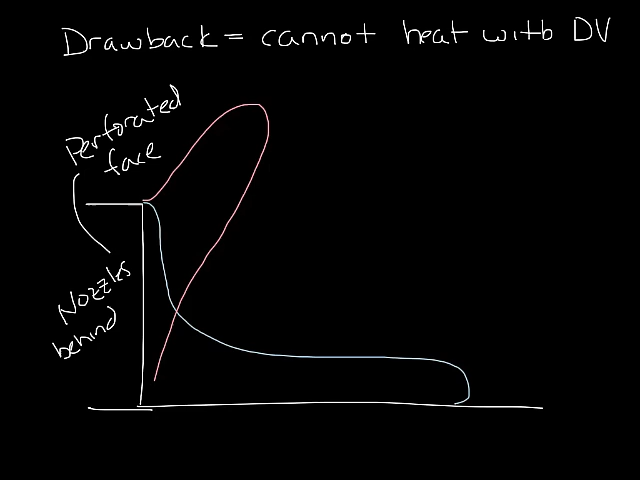 Drawback = cannot heat with DV
Perforated
face
Nozzles
behind